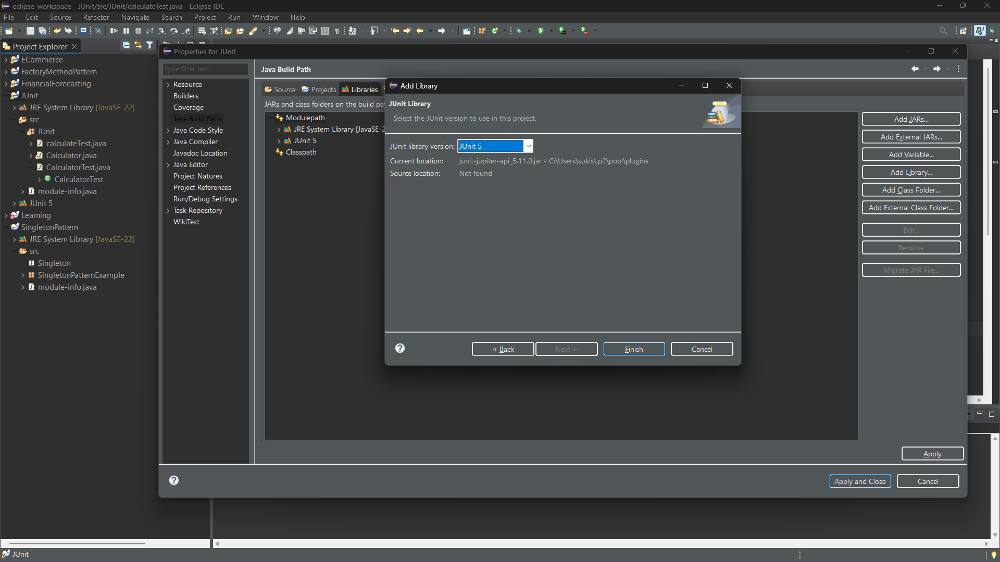 eclipse-workspace - JUnit/src/JUnit/calculateTest.java - Eclipse IDE
File Edit Source Refactor Navigate Search Project Run Window Help
Project Explorer
ECommerce
FactoryMethodPattern
FinancialForecasting
JUnit
JRE System Library [JavaSE-22]
src
JUnit
calculateTest.java
Calculator.java
CalculatorTest.java
CalculatorTest
module-info.java
JUnit 5
Learning
SingletonPattern
JRE System Library [JavaSE-22]
src
Singleton
SingletonPatternExample
module-info.java
Properties for JUnit
type filter text
Resource
Builders
Coverage
Java Build Path
Java Code Style
Java Compiler
Javadoc Location
Java Editor
Project Natures
Project References
Run/Debug Settings
Task Repository
WikiText
Java Build Path
Source Projects Libraries
JARs and class folders on the build pa
Modulepath
JRE System Library [JavaSE-2
JUnit 5
Classpath
Add Library
JUnit Library
Select the JUnit version to use in this project.
JUnit library version: JUnit 5
Current location: junit-jupiter-api_5.11.0.jar - C:\Users\sukis\.p2\pool\plugins
Source location: Not found
< Back Next > Finish Cancel
Add JARs...
Add External JARs...
Add Variable...
Add Library...
Add Class Folder...
Add External Class Folder...
Edit...
Remove
Migrate JAR File...
Apply
Apply and Close Cancel
JUnit